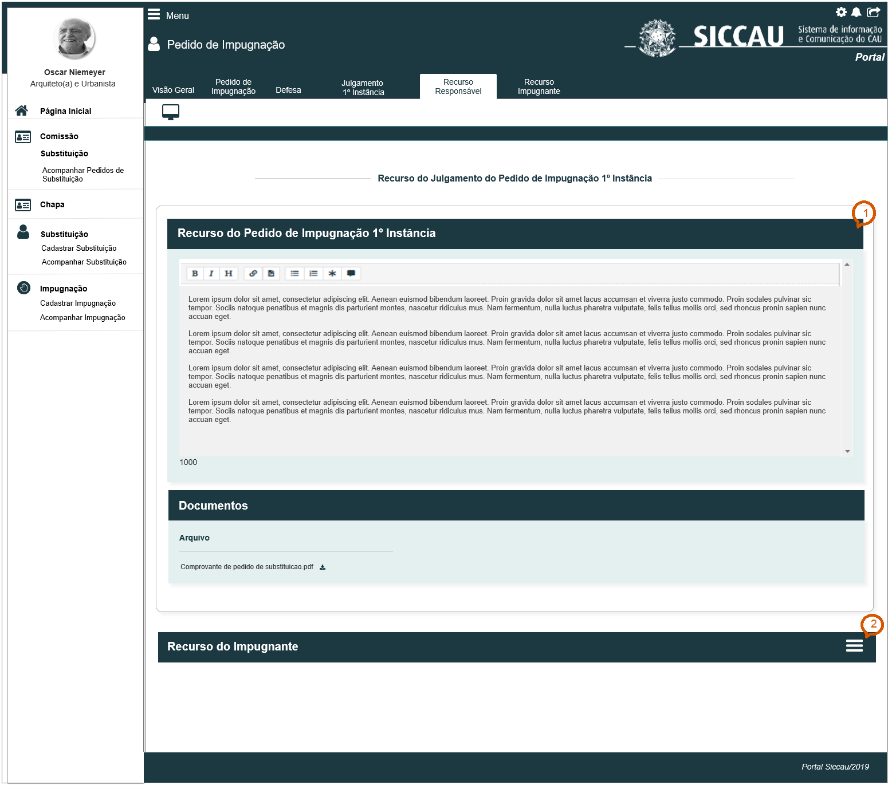 Menu
Pedido de Impugnação
SICCAU
Sistema de informação
e Comunicação do CAU
Portal
Oscar Niemeyer
Arquiteto(a) e Urbanista
Página Inicial
Comissão
Substituição
Acompanhar Pedidos de
Substituição
Chapa
Substituição
Cadastrar Substituição
Acompanhar Substituição
Impugnação
Cadastrar Impugnação
Acompanhar Impugnação
Visão Geral
Pedido de
Impugnação
Defesa
Julgamento
1º Instância
Recurso
Responsável
Recurso
Impugnante
Recurso do Julgamento do Pedido de Impugnação 1º Instância
1
Recurso do Pedido de Impugnação 1º Instância
B I H
Lorem ipsum dolor sit amet, consectetur adipiscing elit. Aenean euismod bibendum laoreet. Proin gravida dolor sit amet lacus accumsan et viverra justo commodo. Proin sodales pulvinar sic
tempor. Sociis natoque penatibus et magnis dis parturient montes, nascetur ridiculus mus. Nam fermentum, nulla luctus pharetra vulputate, felis tellus mollis orci, sed rhoncus pronin sapien nunc
accuan eget.
Lorem ipsum dolor sit amet, consectetur adipiscing elit. Aenean euismod bibendum laoreet. Proin gravida dolor sit amet lacus accumsan et viverra justo commodo. Proin sodales pulvinar sic
tempor. Sociis natoque penatibus et magnis dis parturient montes, nascetur ridiculus mus. Nam fermentum, nulla luctus pharetra vulputate, felis tellus mollis orci, sed rhoncus pronin sapien nunc
accuan eget.
Lorem ipsum dolor sit amet, consectetur adipiscing elit. Aenean euismod bibendum laoreet. Proin gravida dolor sit amet lacus accumsan et viverra justo commodo. Proin sodales pulvinar sic
tempor. Sociis natoque penatibus et magnis dis parturient montes, nascetur ridiculus mus. Nam fermentum, nulla luctus pharetra vulputate, felis tellus mollis orci, sed rhoncus pronin sapien nunc
accuan eget.
Lorem ipsum dolor sit amet, consectetur adipiscing elit. Aenean euismod bibendum laoreet. Proin gravida dolor sit amet lacus accumsan et viverra justo commodo. Proin sodales pulvinar sic
tempor. Sociis natoque penatibus et magnis dis parturient montes, nascetur ridiculus mus. Nam fermentum, nulla luctus pharetra vulputate, felis tellus mollis orci, sed rhoncus pronin sapien nunc
accuan eget.
1000
Documentos
Arquivo
Comprovante de pedido de substituicao.pdf
2
Recurso do Impugnante
Portal Siccau/2019